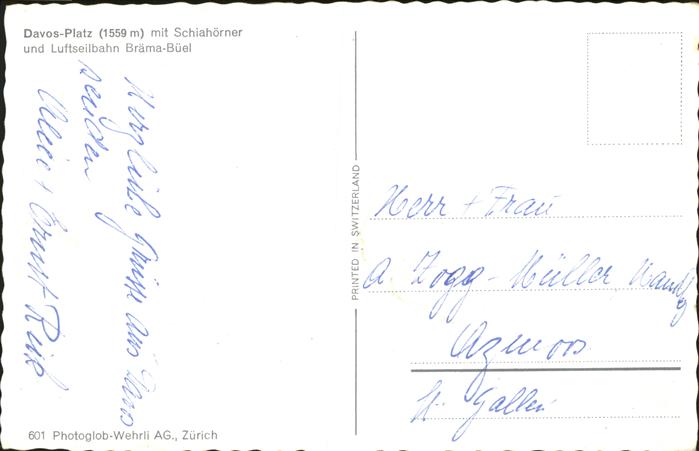 Davos-Platz (1559 m) mit Schiahörner
und Luftseilbahn Bräma-Büel
Herzliche Grüsse aus Davos
senden
Alice + Ernst
601 Photoglob-Wehrli AG., Zürich
PRINTED IN SWITZERLAND
Herr + Frau
A. Zogg-Müller, Handlg
Azmoos
St. Gallen